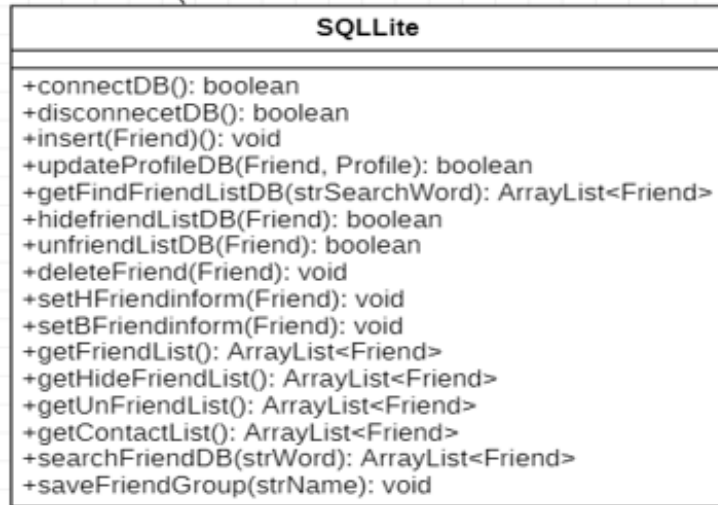 SQLLite
+connectDB(): boolean
+disconnecetDB(): boolean
+insert(Friend)(): void
+updateProfileDB(Friend, Profile): boolean
+getFindFriendListDB(strSearchWord): ArrayList<Friend>
+hidefriendListDB(Friend): boolean
+unfriendListDB(Friend): boolean
+deleteFriend(Friend): void
+setHFriendinform(Friend): void
+setBFriendinform(Friend): void
+getFriendList(): ArrayList<Friend>
+getHideFriendList(): ArrayList<Friend>
+getUnFriendList(): ArrayList<Friend>
+getContactList(): ArrayList<Friend>
+searchFriendDB(strWord): ArrayList<Friend>
+saveFriendGroup(strName): void